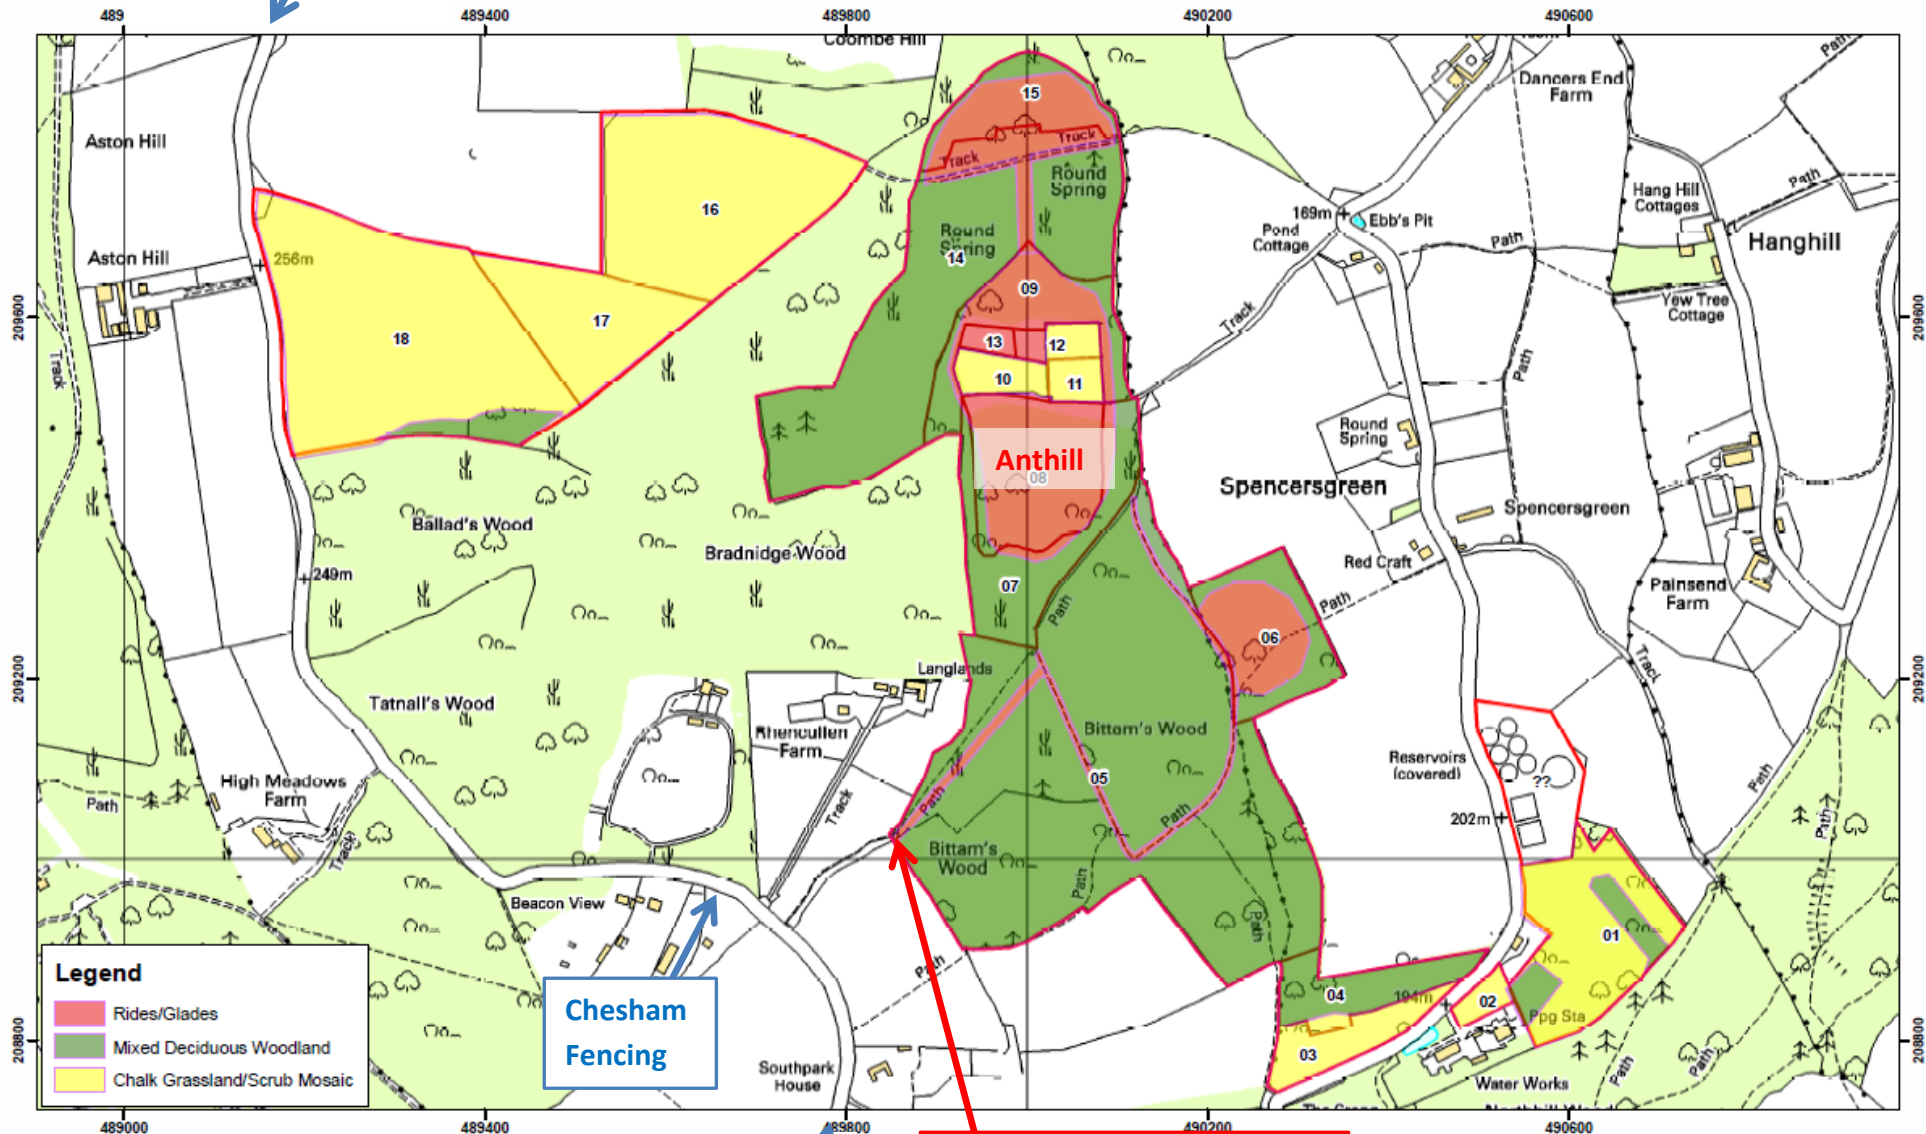 489
489400
489800
490200
490600
Coombe Hill
Path
Dancers End
Farm
Aston Hill
15
Track
Track
Round
Spring
Path
Hang Hill
Cottages
16
169m
Ebb's Pit
Pond
Cottage
Path
Hanghill
Round
Spring
14
Aston Hill
256m
09
Yew Tree
Cottage
209600
209600
Track
17
18
13
12
Track
Path
10
11
Round
Spring
Anthill
08
Spencersgreen
Spencersgreen
Ballad's Wood
Bradnidge Wood
Red Craft
249m
07
Path
Path
Painsend
Farm
06
Track
Langlands
209200
209200
Tatnall's Wood
Rhencullen
Farm
Bittam's Wood
Reservoirs
(covered)
High Meadows
Farm
Path
05
??
Path
Path
Track
Path
Path
202m
Track
Bittam's
Wood
Path
Beacon View
Path
01
Path
Legend
Rides/Glades
Mixed Deciduous Woodland
Chalk Grassland/Scrub Mosaic
Chesham
Fencing
04
194m
02
Ppg Sta
03
208800
208800
Southpark
House
Water Works
Path
Path
489000
489400
489800
490200
490600